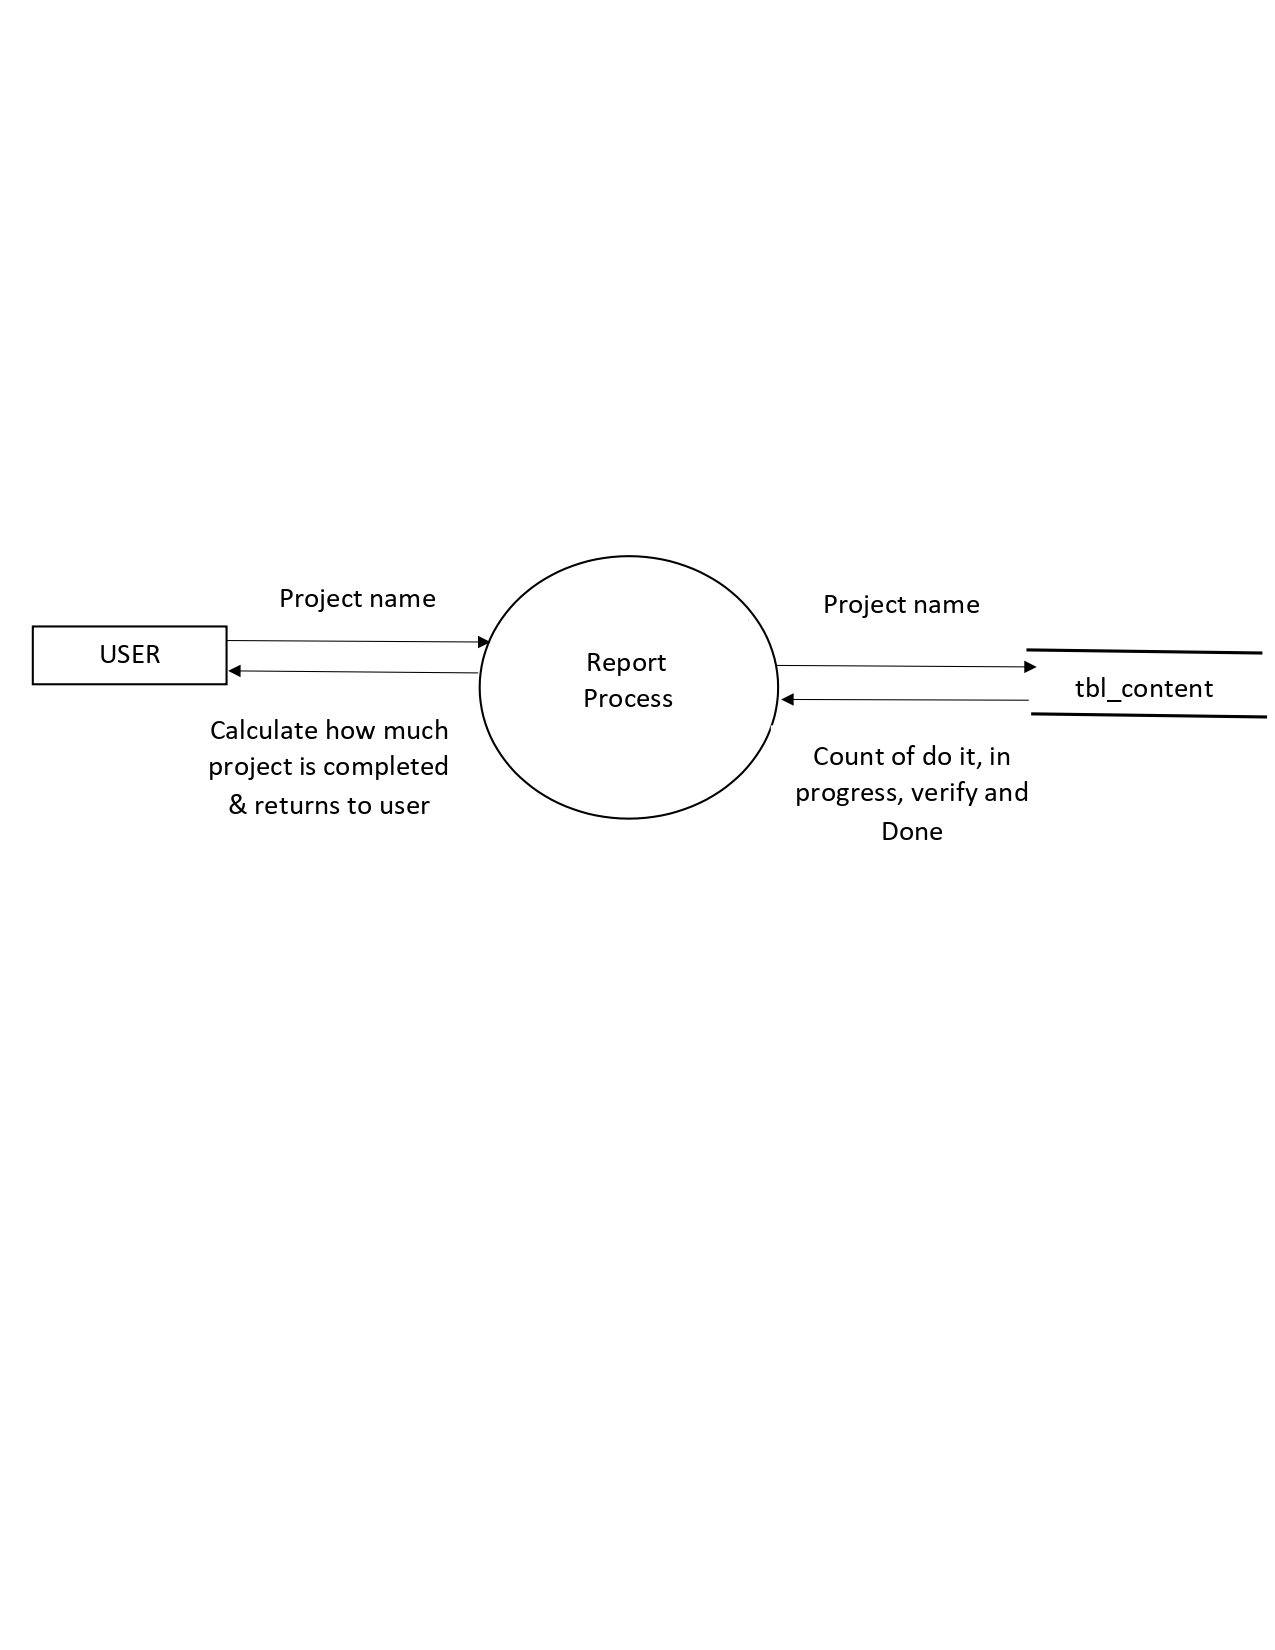 Project name
Project name
USER
Report
Process
tbl_content
Calculate how much
project is completed
& returns to user
Count of do it, in
progress, verify and
Done